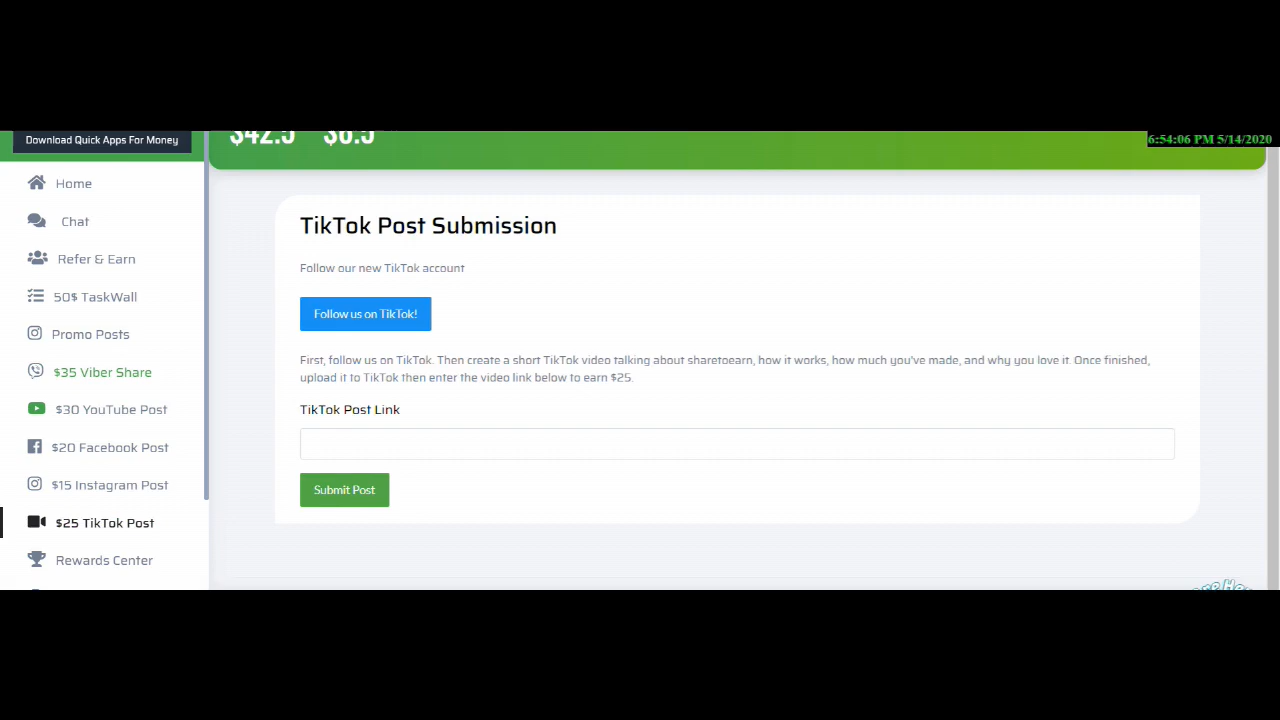 Download Quick Apps For Money
$42.5 $6.5
6:54:06 PM 5/14/2020
Home
Chat
Refer & Earn
50$ TaskWall
Promo Posts
$35 Viber Share
$30 YouTube Post
$20 Facebook Post
$15 Instagram Post
$25 TikTok Post
Rewards Center
TikTok Post Submission
Follow our new TikTok account
Follow us on TikTok!
First, follow us on TikTok. Then create a short TikTok video talking about sharetoearn, how it works, how much you've made, and why you love it. Once finished,
upload it to TikTok then enter the video link below to earn $25.
TikTok Post Link
Submit Post